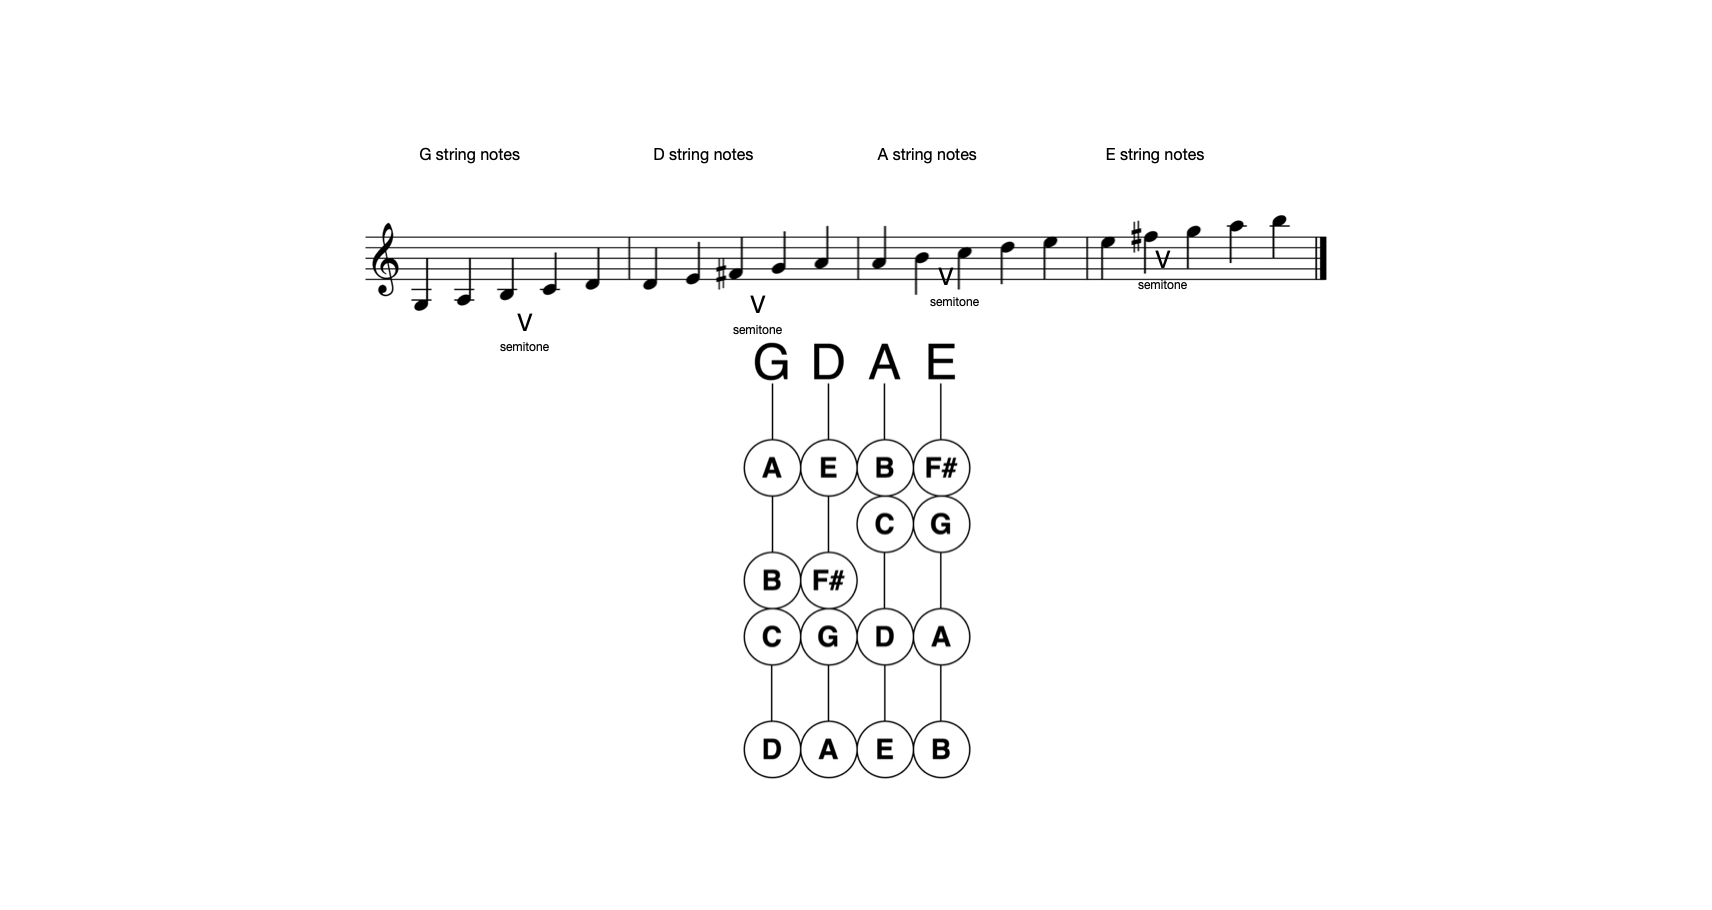 G string notes D string notes A string notes E string notes
V V V V
semitone semitone semitone semitone
G D A E
A E B F#
C G
B F#
C G D A
D A E B